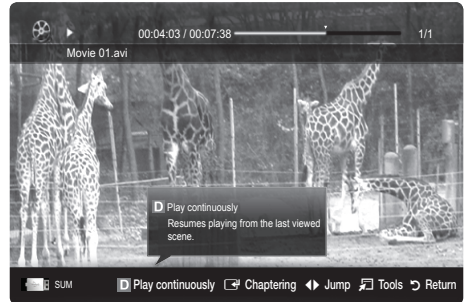 00:04:03 / 00:07:38 1/1
Movie 01.avi
D Play continuously
Resumes playing from the last viewed
scene.
SUM D Play continuously Chaptering Jump Tools Return